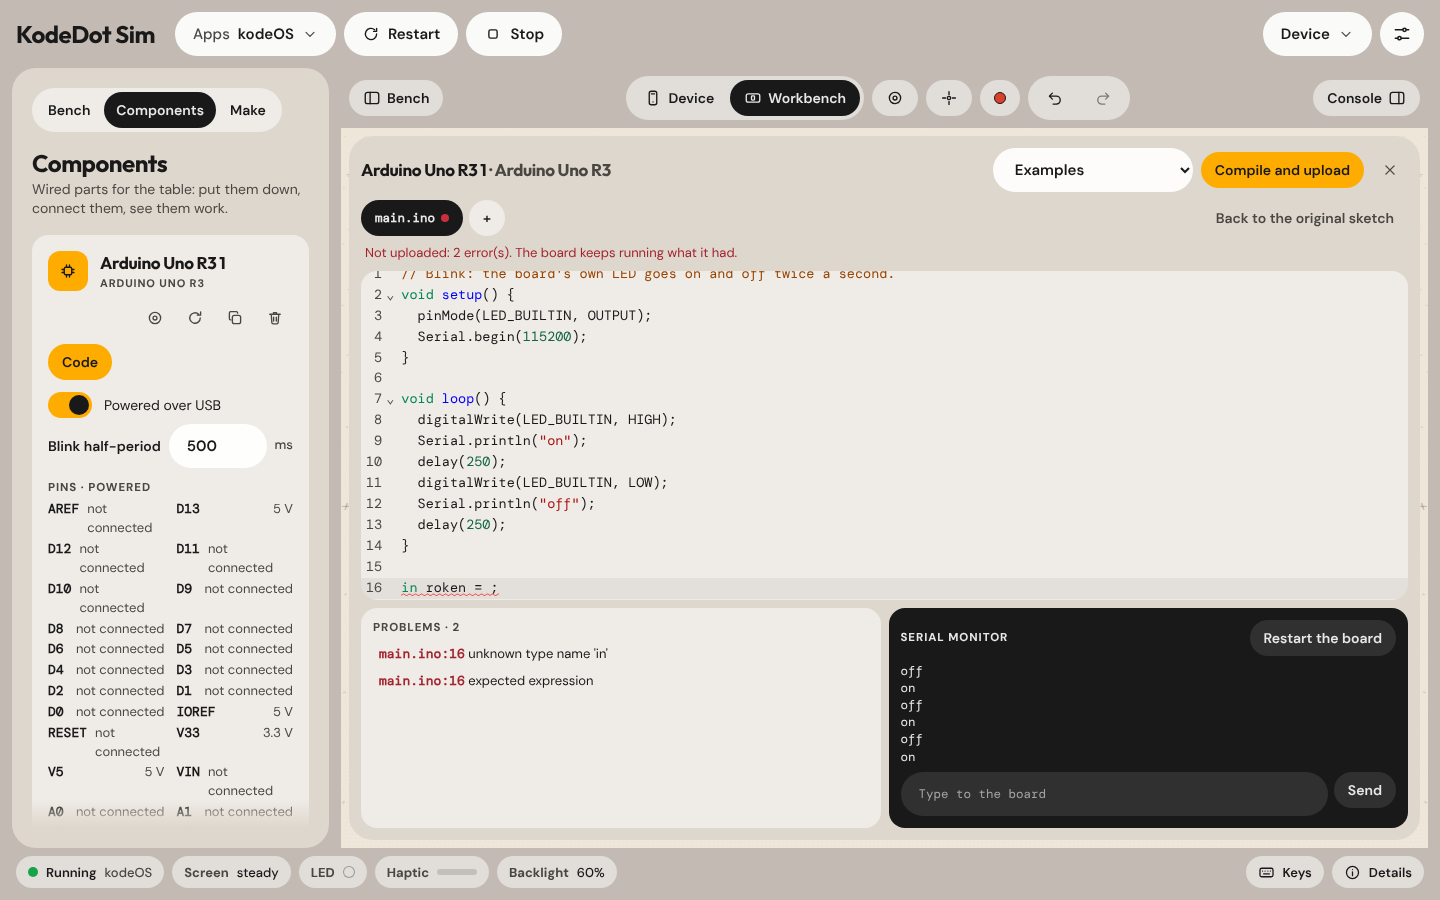 KodeDot Sim
Apps kodeOS
Restart
Stop
Device
Bench
Components
Make
Components
Wired parts for the table: put them down,
connect them, see them work.
Arduino Uno R3 1
ARDUINO UNO R3
Code
Powered over USB
Blink half-period 500 ms
PINS · POWERED
AREF not connected D13 5 V
D12 not connected D11 not connected
D10 not connected D9 not connected
D8 not connected D7 not connected
D6 not connected D5 not connected
D4 not connected D3 not connected
D2 not connected D1 not connected
D0 not connected IOREF 5 V
RESET not connected V33 3.3 V
V5 5 V VIN not connected
A0 not connected A1 not connected
Bench
Device
Workbench
Console
Arduino Uno R3 1 · Arduino Uno R3
Examples
Compile and upload
main.ino
+
Back to the original sketch
Not uploaded: 2 error(s). The board keeps running what it had.
1 // Blink: the board's own LED goes on and off twice a second.
2 void setup() {
3 pinMode(LED_BUILTIN, OUTPUT);
4 Serial.begin(115200);
5 }
6
7 void loop() {
8 digitalWrite(LED_BUILTIN, HIGH);
9 Serial.println("on");
10 delay(250);
11 digitalWrite(LED_BUILTIN, LOW);
12 Serial.println("off");
13 delay(250);
14 }
15
16 in roken = ;
PROBLEMS · 2
main.ino:16 unknown type name 'in'
main.ino:16 expected expression
SERIAL MONITOR
Restart the board
off
on
off
on
off
on
Type to the board
Send
Running kodeOS
Screen steady
LED
Haptic
Backlight 60%
Keys
Details